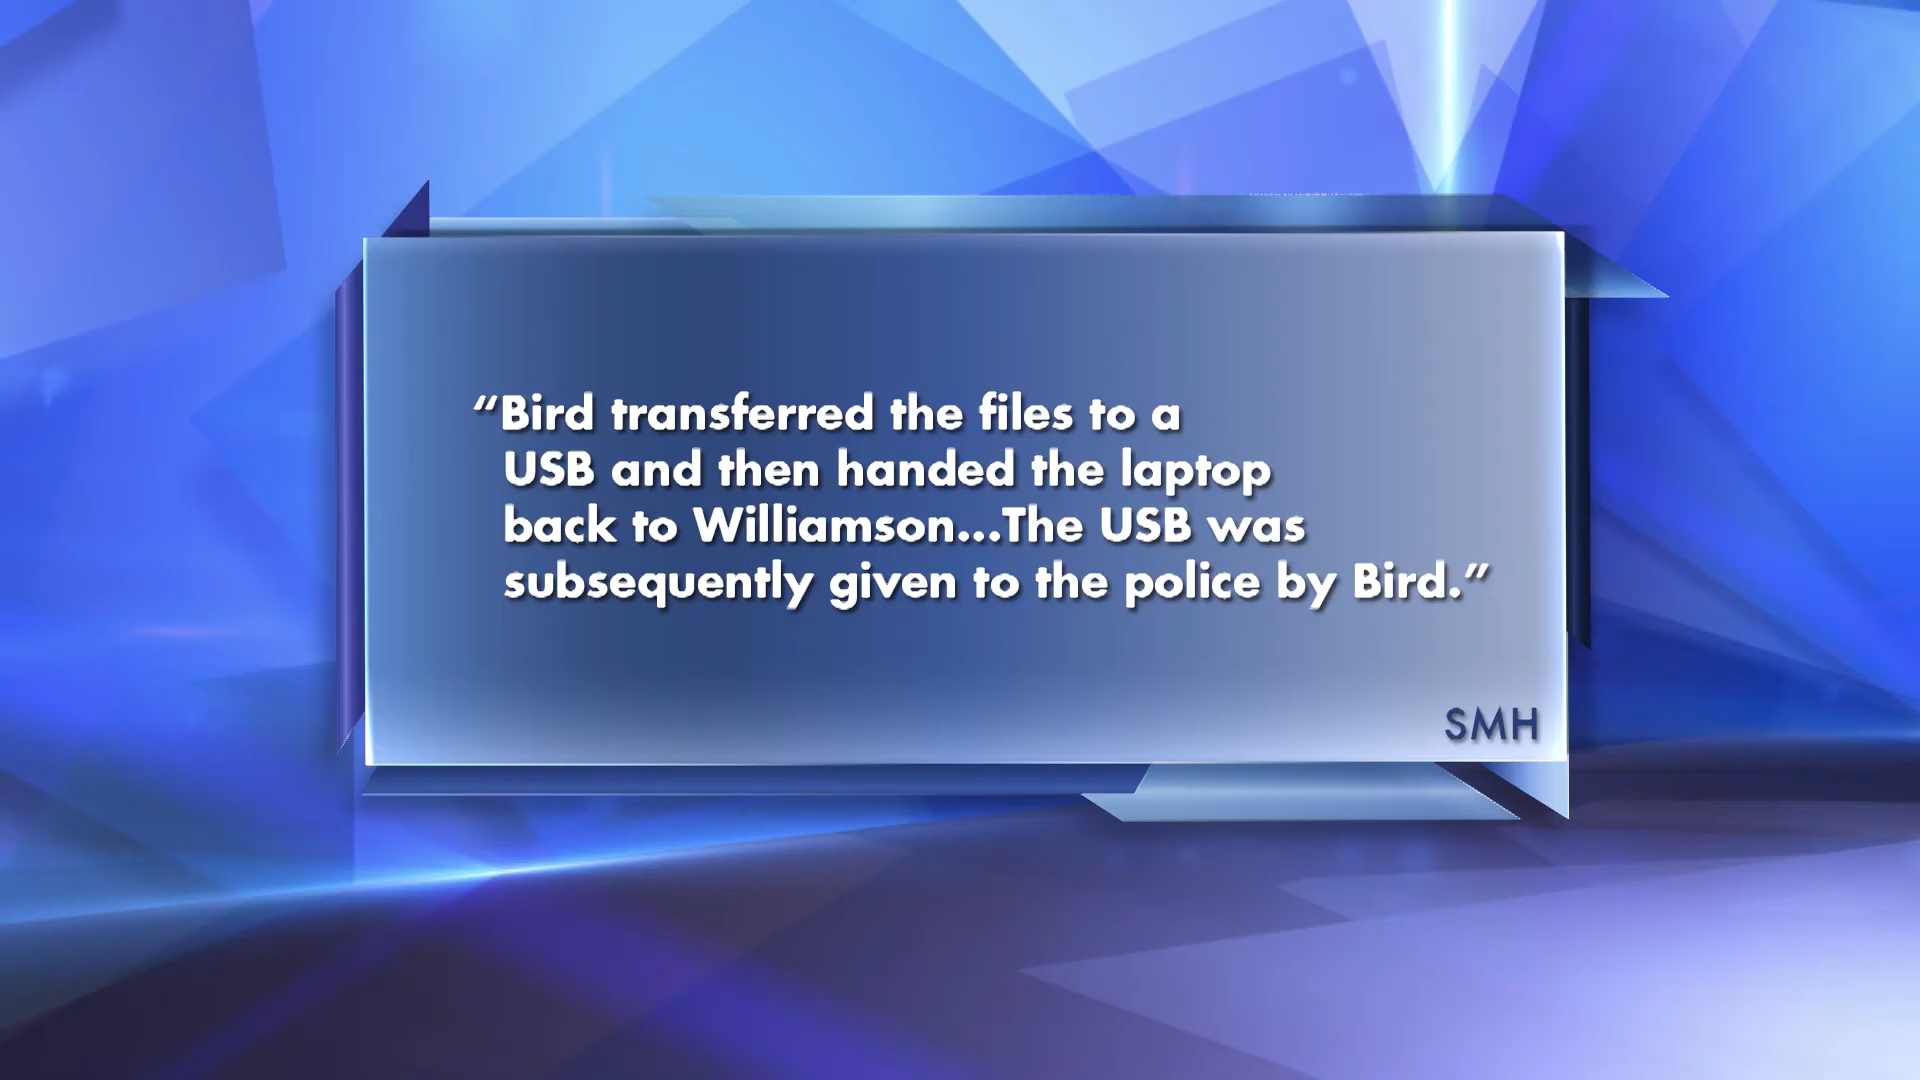 “Bird transferred the files to a
USB and then handed the laptop
back to Williamson...The USB was
subsequently given to the police by Bird.”
SMH